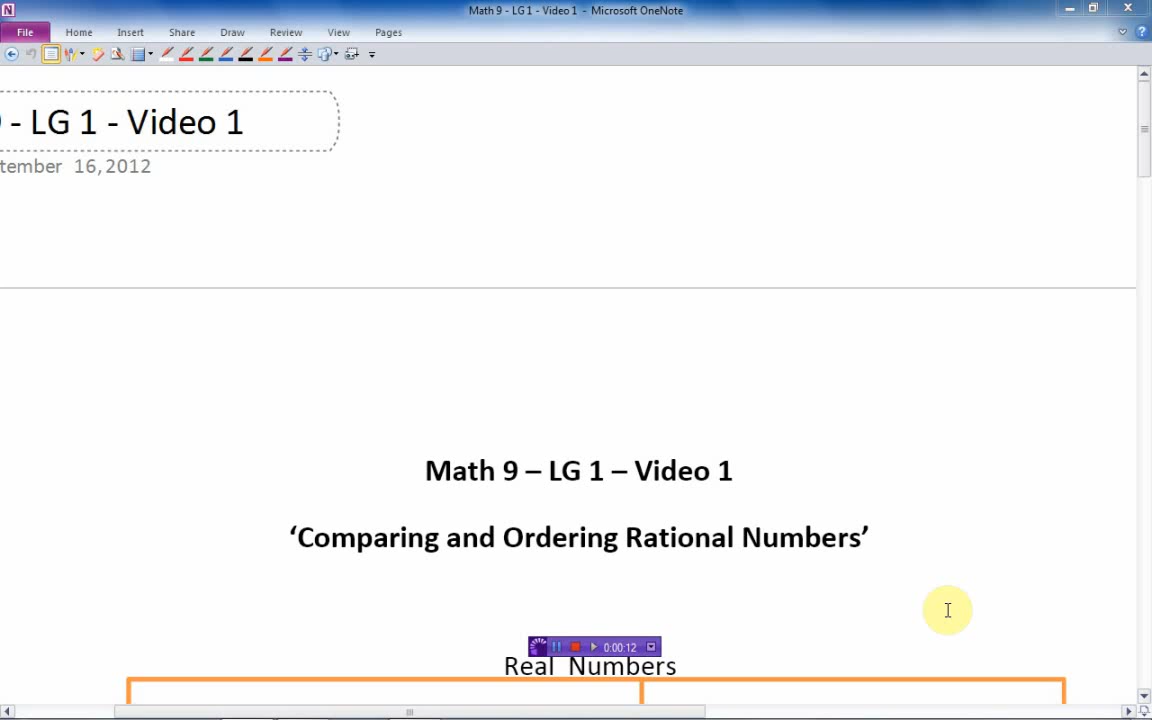 Math 9 - LG 1 - Video 1 - Microsoft OneNote
File Home Insert Share Draw Review View Pages
- LG 1 - Video 1
tember 16, 2012
Math 9 – LG 1 – Video 1
‘Comparing and Ordering Rational Numbers’
0:00:12
Real Numbers